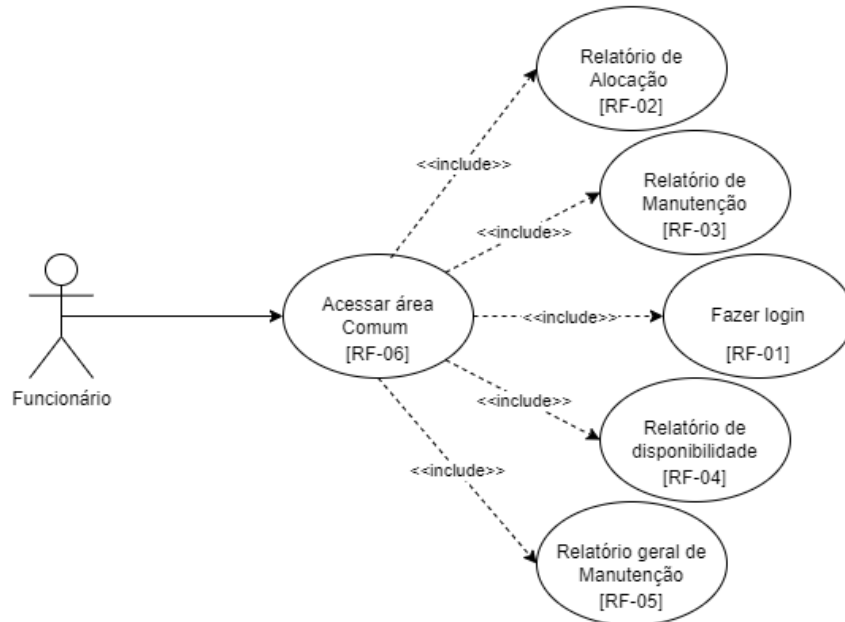 Relatório de
Alocação
[RF-02]
<<include>>
Relatório de
Manutenção
[RF-03]
<<include>>
Funcionário
Acessar área
Comum
[RF-06]
<<include>>
Fazer login
[RF-01]
<<include>>
Relatório de
disponibilidade
[RF-04]
<<include>>
Relatório geral de
Manutenção
[RF-05]